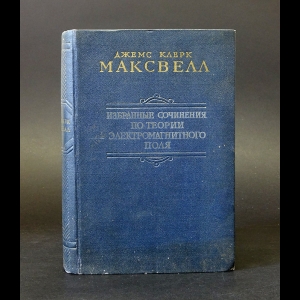 ДЖЕМС КЛЕРК
МАКСВЕЛЛ
ИЗБРАННЫЕ СОЧИНЕНИЯ
ПО ТЕОРИИ
ЭЛЕКТРОМАГНИТНОГО
ПОЛЯ